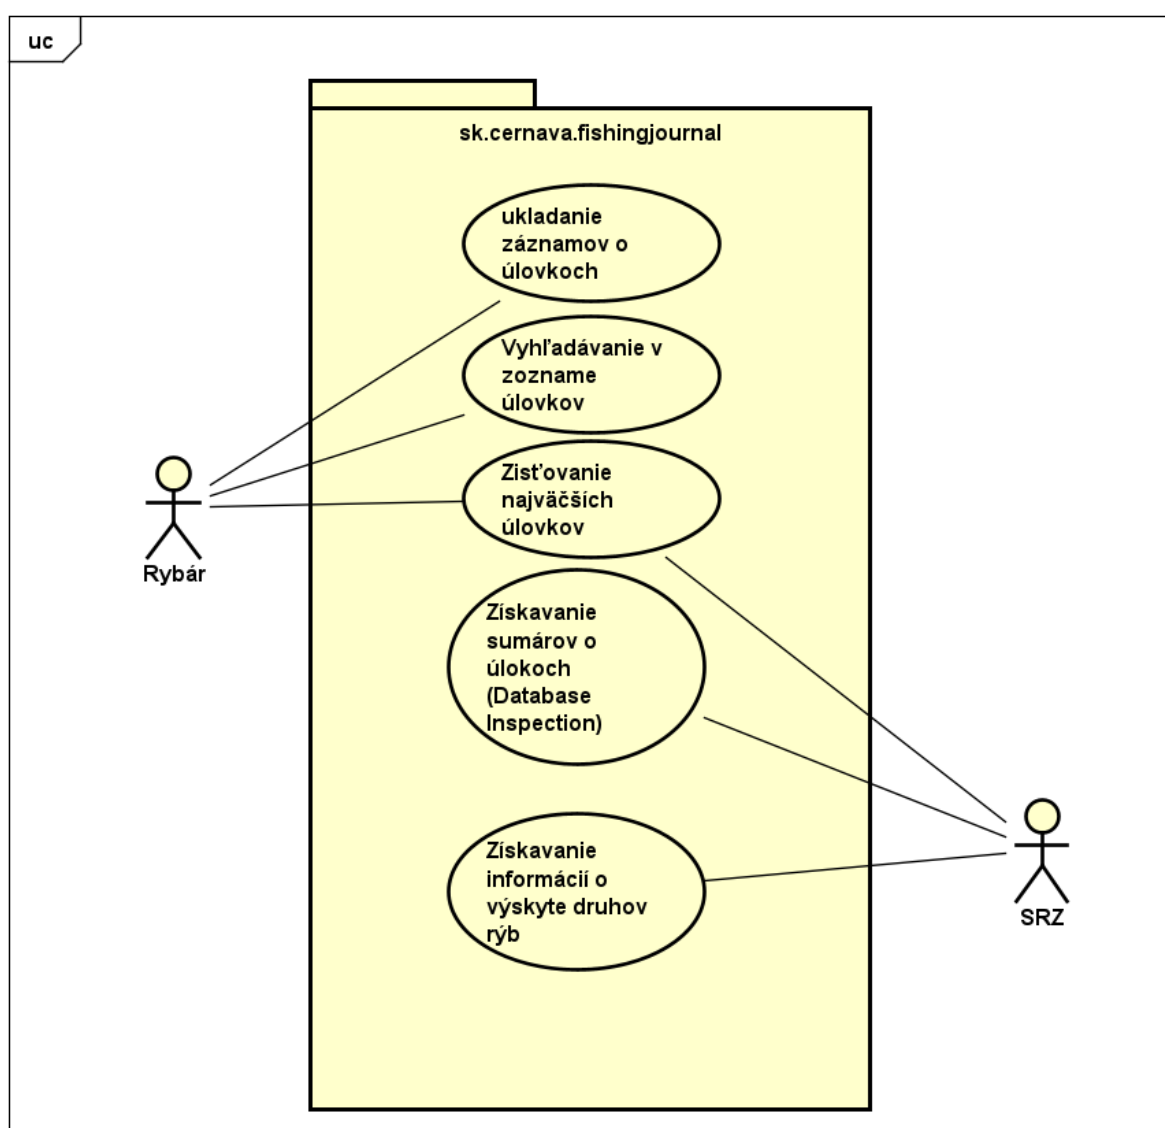 uc
sk.cernava.fishingjournal
ukladanie
záznamov o
úlovkoch
Vyhľadávanie v
zozname
úlovkov
Zisťovanie
najväčších
úlovkov
Rybár
Získavanie
sumárov o
úlokoch
(Database
Inspection)
Získavanie
informácií o
výskyte druhov
rýb
SRZ